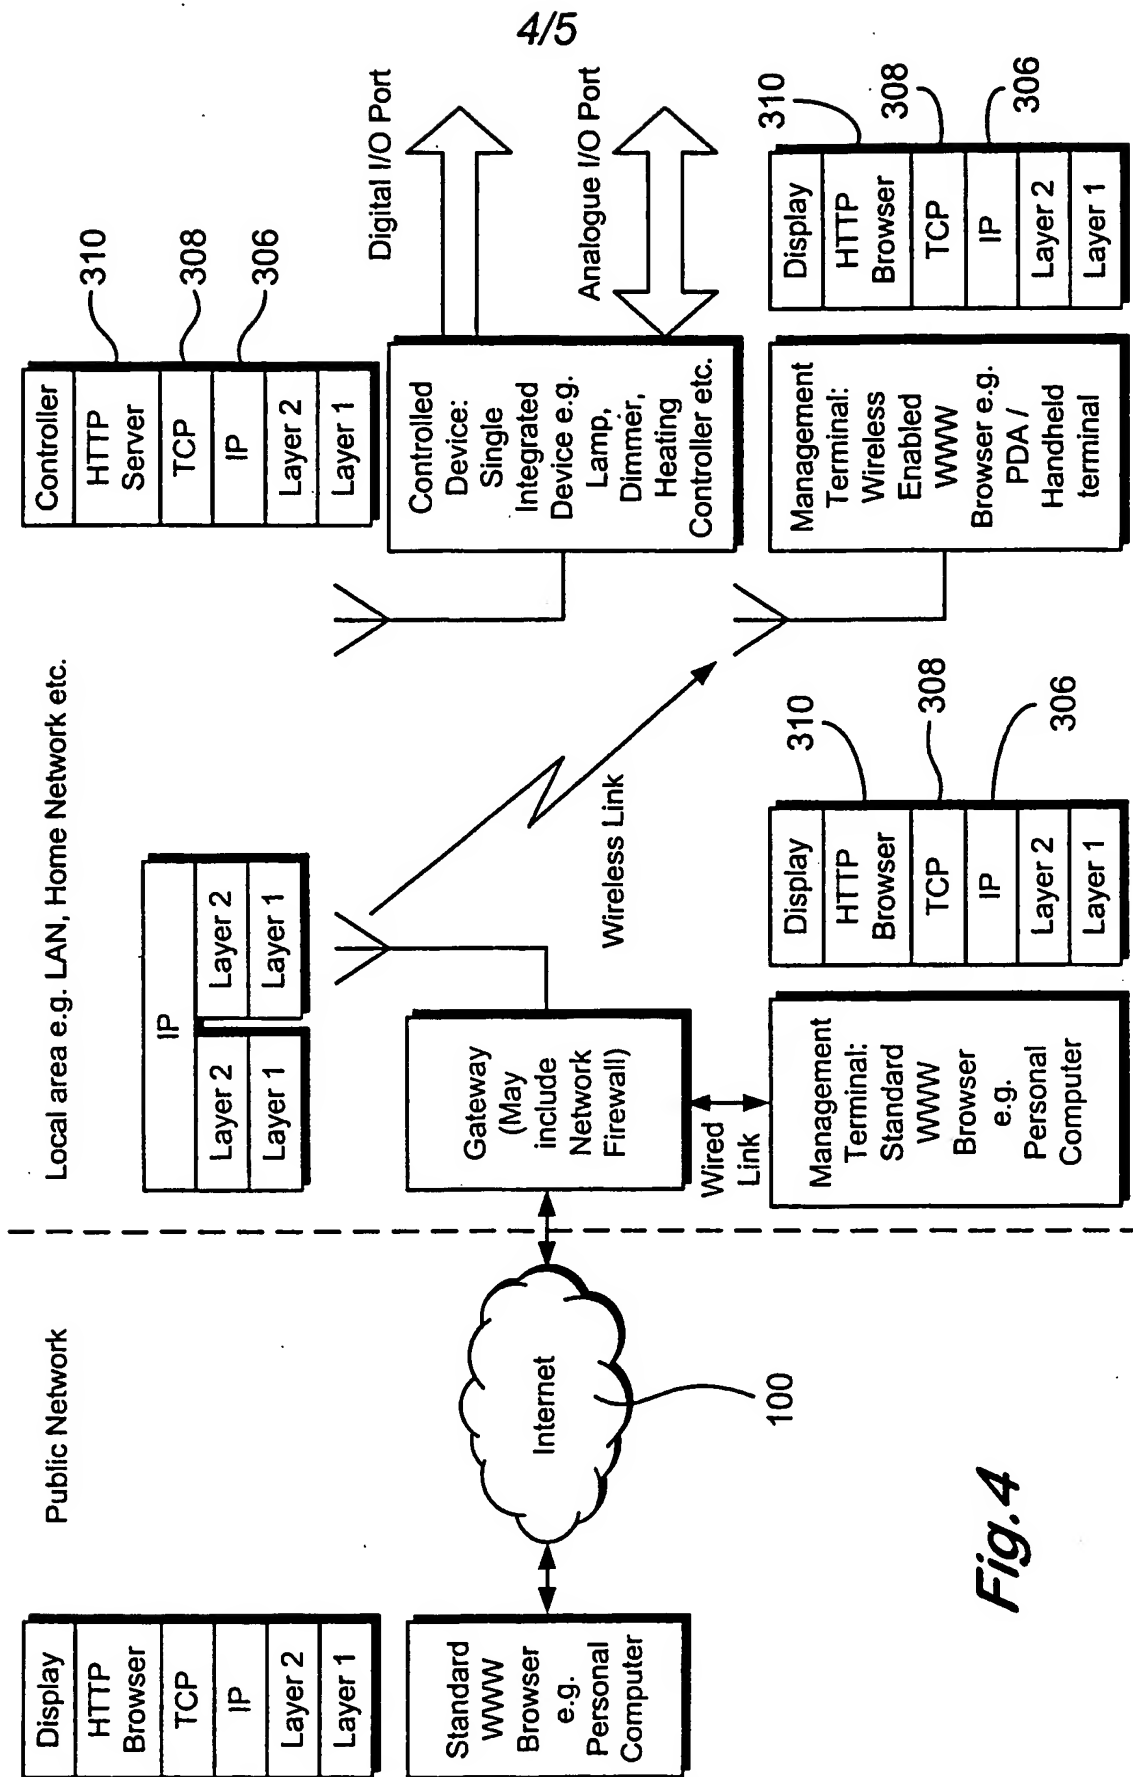 4/5
Public Network
Local area e.g. LAN, Home Network etc.
Display
HTTP
Browser
TCP
IP
Layer 2
Layer 1
Standard
WWW
Browser
e.g.
Personal
Computer
Internet
100
IP
Layer 2
Layer 2
Layer 1
Layer 1
Gateway
(May
include
Network
Firewall)
Wired
Link
Wireless Link
Management
Terminal:
Standard
WWW
Browser
e.g.
Personal
Computer
Display
HTTP
Browser
TCP
IP
Layer 2
Layer 1
310
308
306
Controller
HTTP
Server
TCP
IP
Layer 2
Layer 1
310
308
306
Controlled
Device:
Single
Integrated
Device e.g.
Lamp,
Dimmer,
Heating
Controller etc.
Digital I/O Port
Analogue I/O Port
Management
Terminal:
Wireless
Enabled
WWW
Browser e.g.
PDA /
Handheld
terminal
Display
HTTP
Browser
TCP
IP
Layer 2
Layer 1
310
308
306
Fig.4